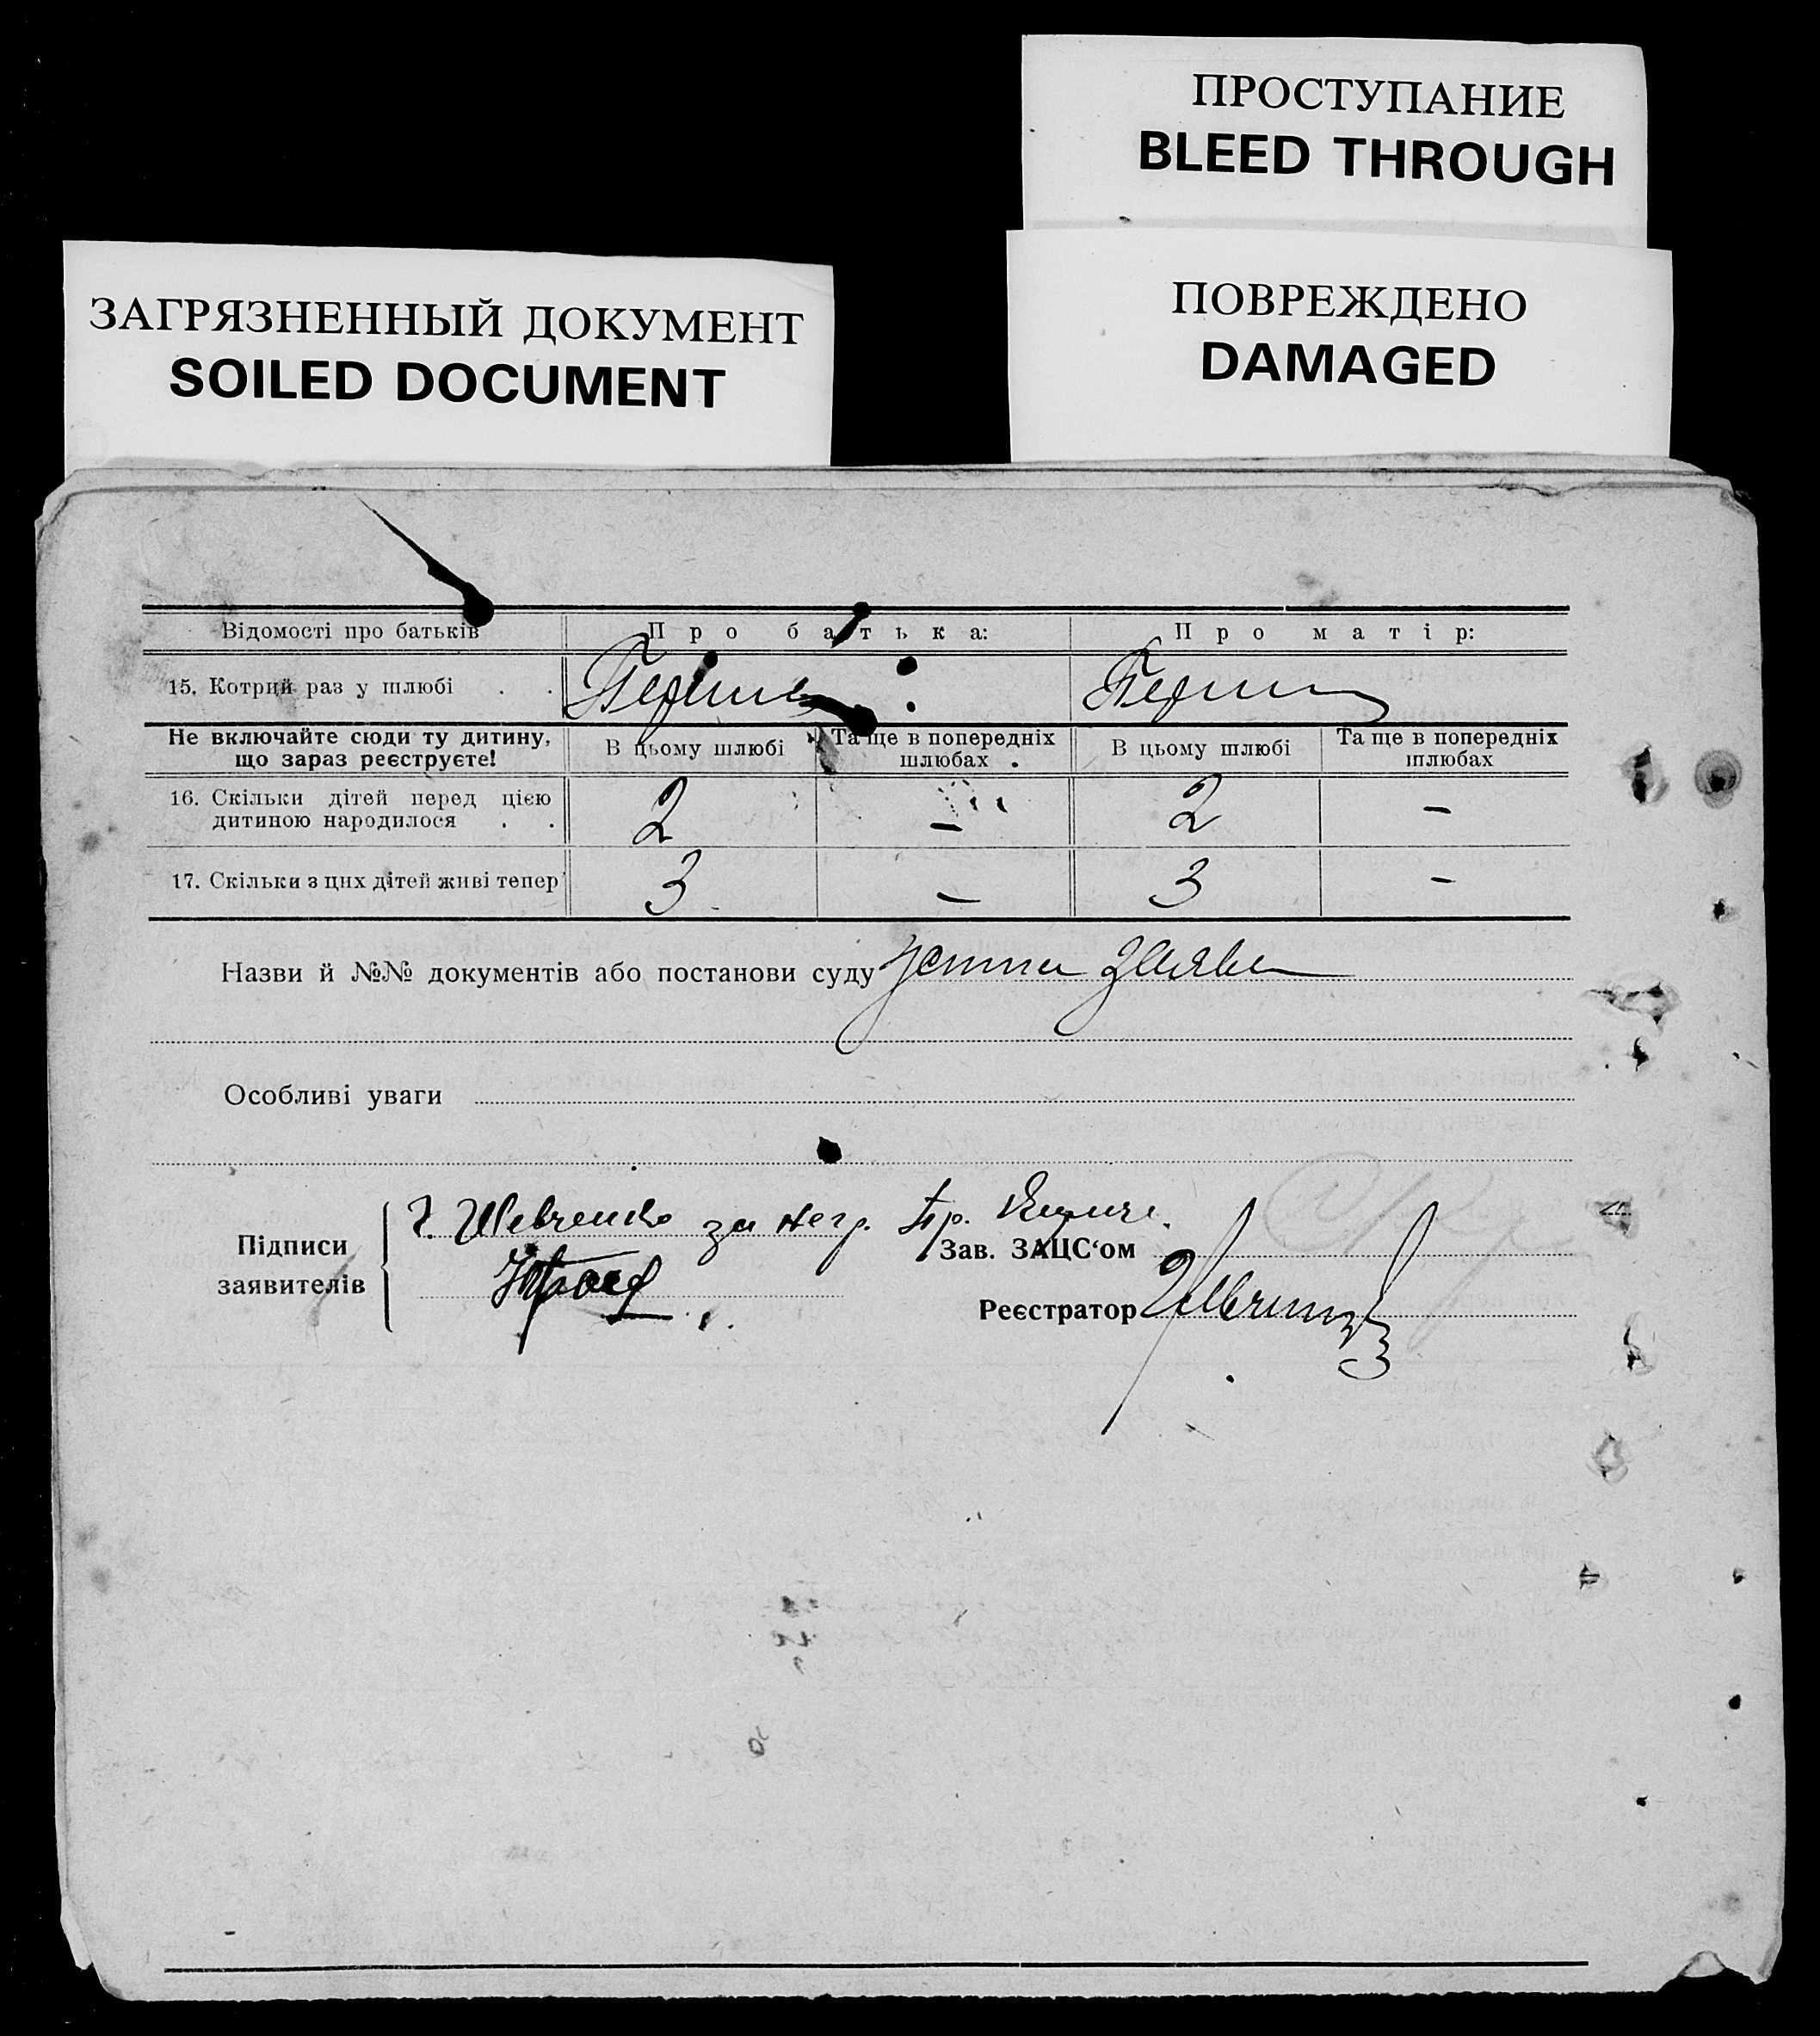 ПРОСТУПАНИЕ
BLEED THROUGH
ЗАГРЯЗНЕННЫЙ ДОКУМЕНТ
SOILED DOCUMENT
ПОВРЕЖДЕНО
DAMAGED
Відомості про батьків Про батька: Про матір:
15. Котрий раз у шлюбі . .
Не включайте сюди ту дитину, що зараз реєструєте! В цьому шлюбі Та ще в попередніх шлюбах В цьому шлюбі Та ще в попередніх шлюбах
16. Скільки дітей перед цією дитиною народилося . . 2 – 2 –
17. Скільки з цих дітей живі тепер 3 – 3 –
Назви й №№ документів або постанови суду
Особливі уваги
Підписи заявителів
Шевченко за негр.
Зав. ЗАЦС‘ом
Реєстратор